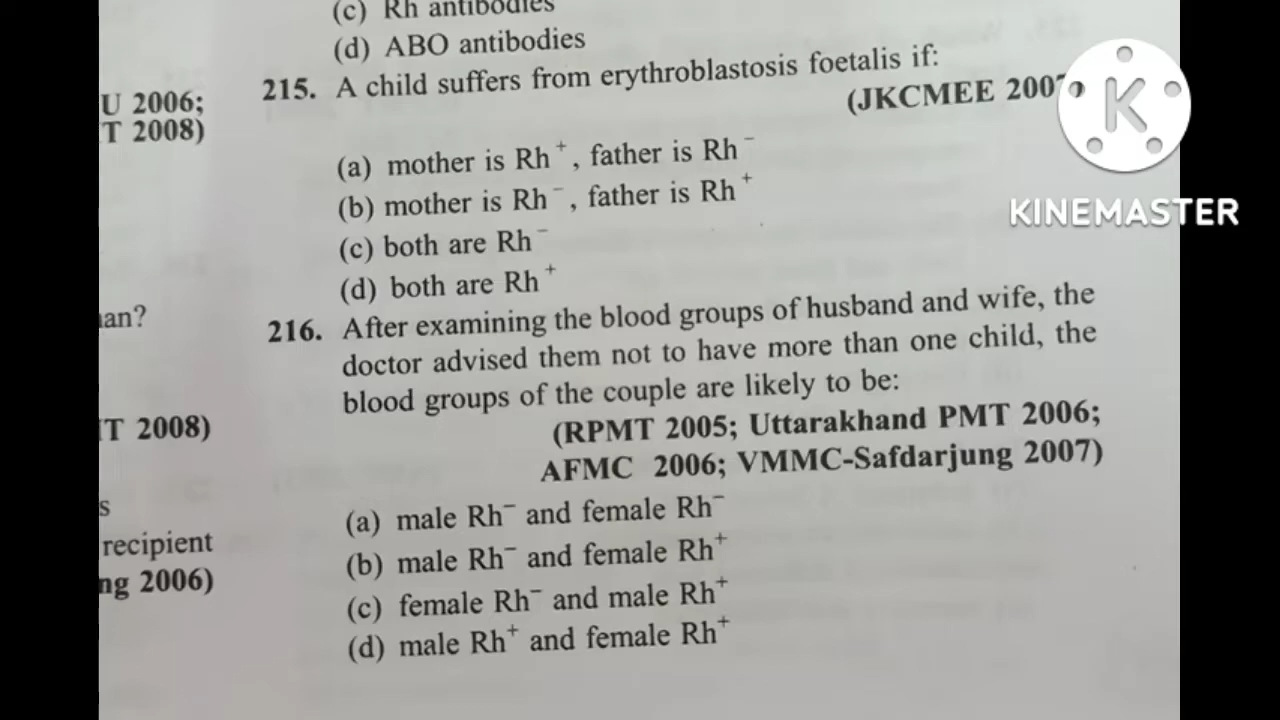 (c) Rh antibodies
(d) ABO antibodies
215. A child suffers from erythroblastosis foetalis if:
(JKCMEE 2007)
(a) mother is Rh⁺, father is Rh⁻
(b) mother is Rh⁻, father is Rh⁺
(c) both are Rh⁻
(d) both are Rh⁺
216. After examining the blood groups of husband and wife, the
doctor advised them not to have more than one child, the
blood groups of the couple are likely to be:
(RPMT 2005; Uttarakhand PMT 2006;
AFMC 2006; VMMC-Safdarjung 2007)
(a) male Rh⁻ and female Rh⁻
(b) male Rh⁻ and female Rh⁺
(c) female Rh⁻ and male Rh⁺
(d) male Rh⁺ and female Rh⁺
U 2006;
T 2008)
an?
T 2008)
s
recipient
ng 2006)
K
KINEMASTER